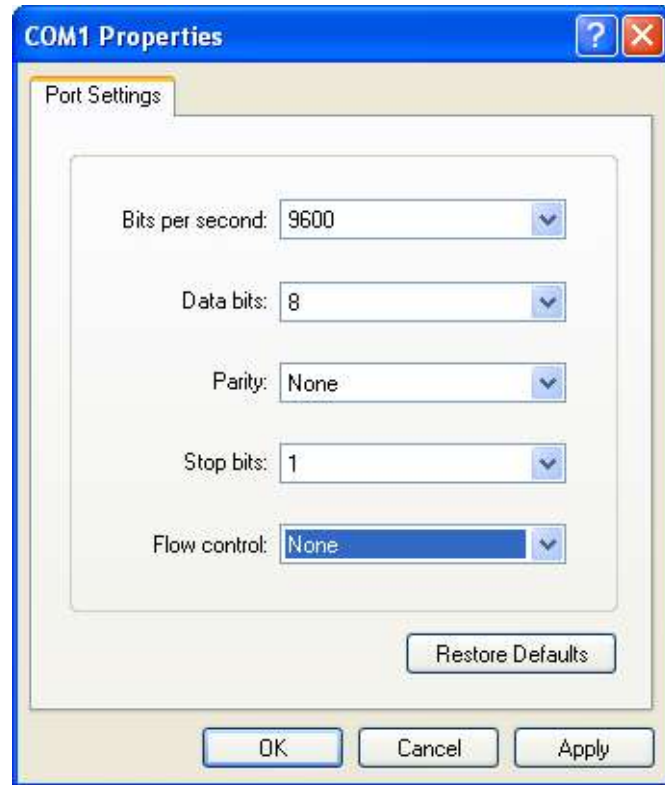 COM1 Properties
Port Settings
Bits per second: 9600
Data bits: 8
Parity: None
Stop bits: 1
Flow control: None
Restore Defaults
OK Cancel Apply